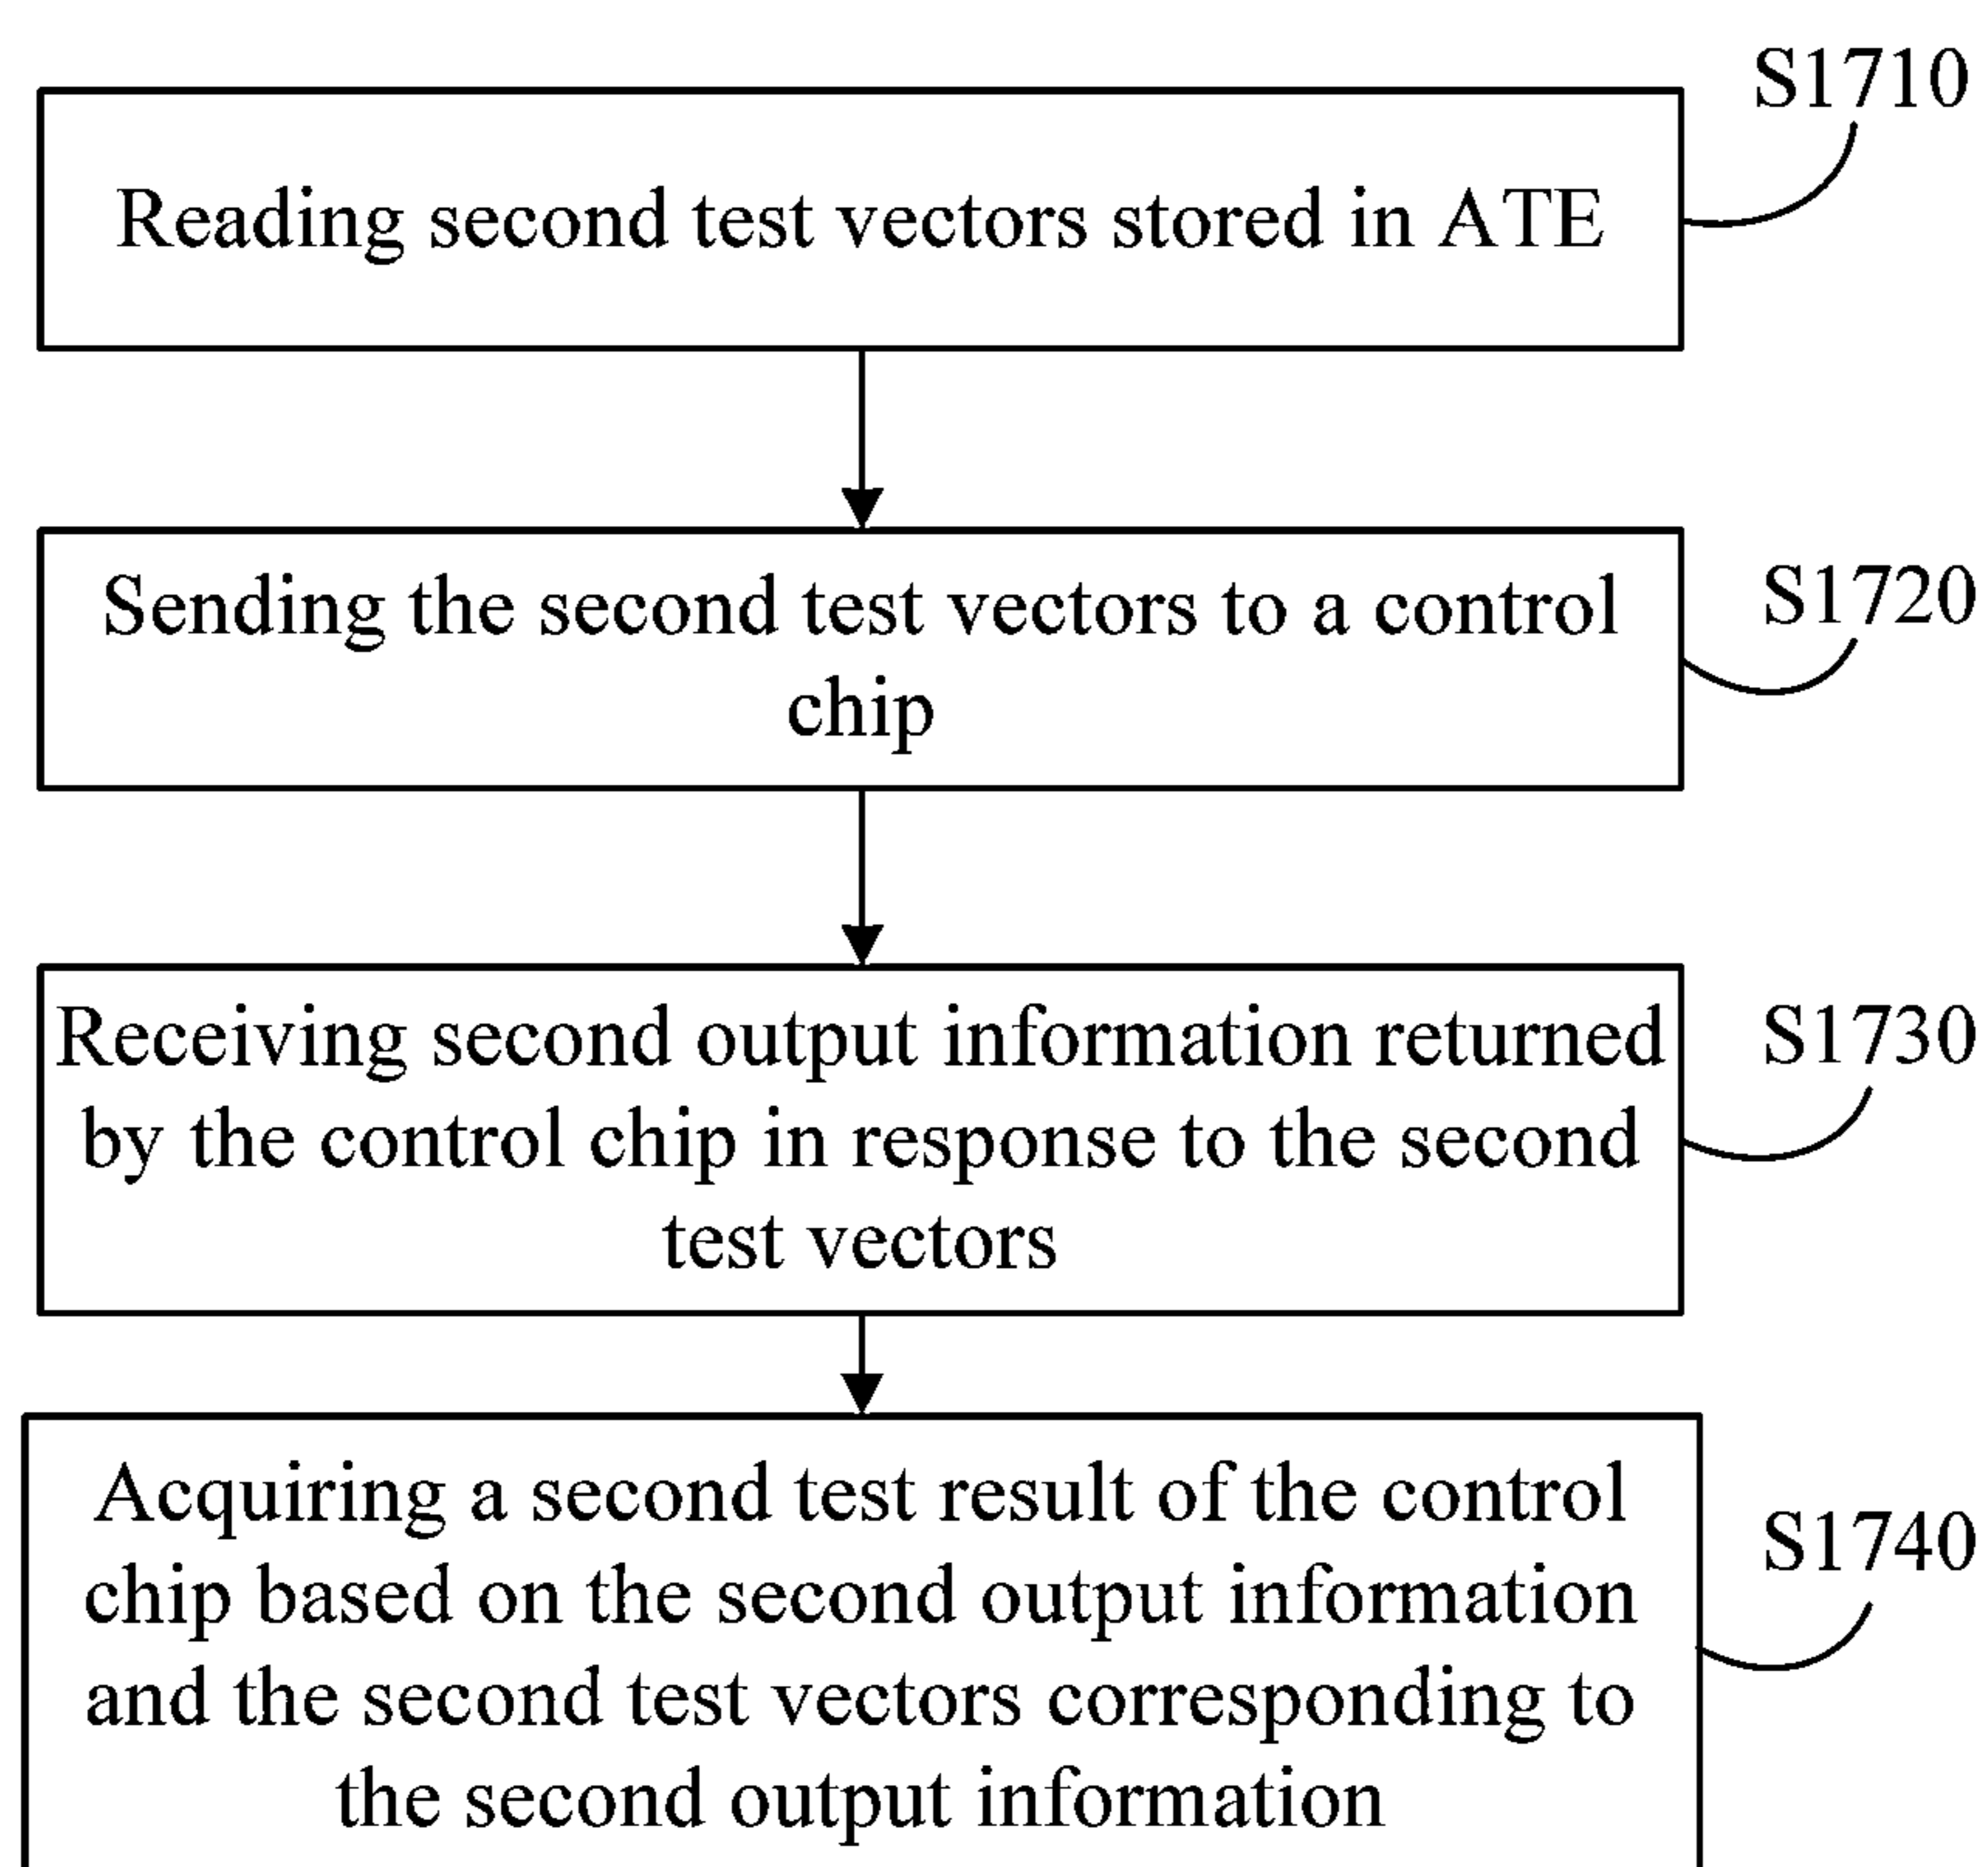 S1710
Reading second test vectors stored in ATE
Sending the second test vectors to a control
chip
S1720
Receiving second output information returned
by the control chip in response to the second
test vectors
S1730
Acquiring a second test result of the control
chip based on the second output information
and the second test vectors corresponding to
the second output information
S1740